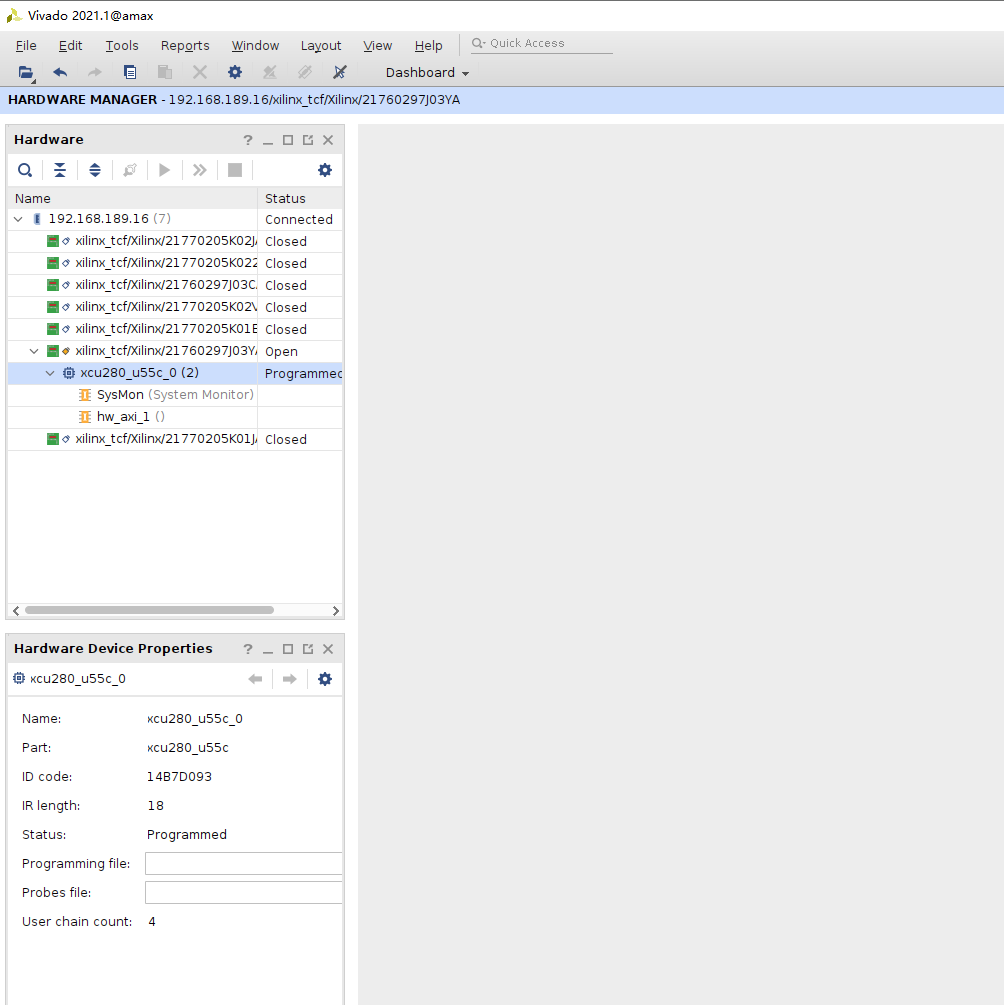 Vivado 2021.1@amax
File Edit Tools Reports Window Layout View Help Quick Access
Dashboard
HARDWARE MANAGER - 192.168.189.16/xilinx_tcf/Xilinx/21760297J03YA
Hardware ?
Name Status
192.168.189.16 (7) Connected
xilinx_tcf/Xilinx/21770205K02J Closed
xilinx_tcf/Xilinx/21770205K022 Closed
xilinx_tcf/Xilinx/21760297J03C Closed
xilinx_tcf/Xilinx/21770205K02V Closed
xilinx_tcf/Xilinx/21770205K01E Closed
xilinx_tcf/Xilinx/21760297J03Y Open
xcu280_u55c_0 (2) Programmed
SysMon (System Monitor)
hw_axi_1 ()
xilinx_tcf/Xilinx/21770205K01J Closed
Hardware Device Properties ?
xcu280_u55c_0
Name: xcu280_u55c_0
Part: xcu280_u55c
ID code: 14B7D093
IR length: 18
Status: Programmed
Programming file:
Probes file:
User chain count: 4